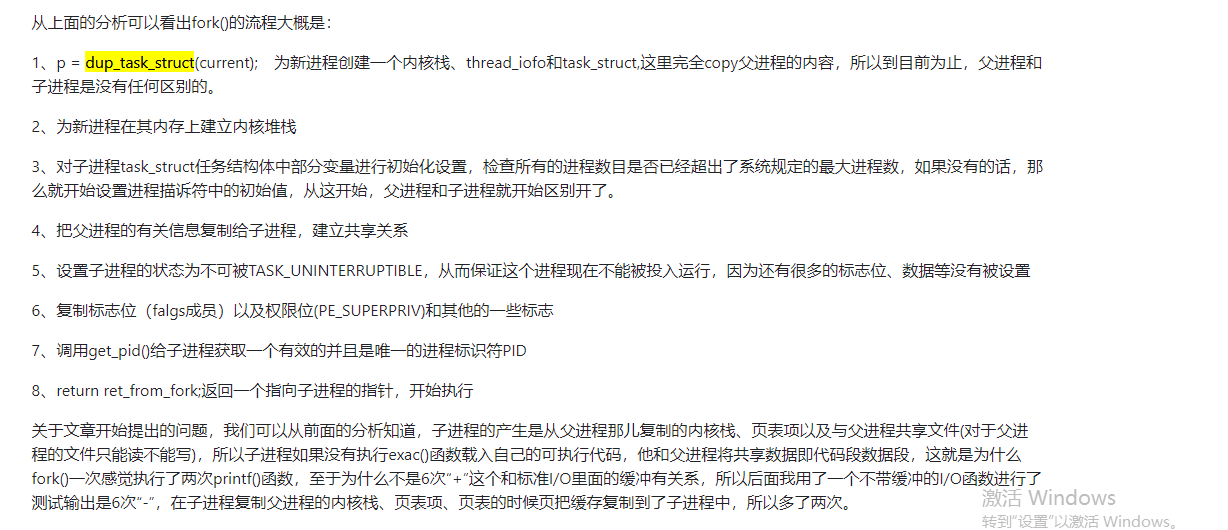 从上面的分析可以看出fork()的流程大概是：
1、p = dup_task_struct(current);    为新进程创建一个内核栈、thread_iofo和task_struct,这里完全copy父进程的内容，所以到目前为止，父进程和
子进程是没有任何区别的。
2、为新进程在其内存上建立内核堆栈
3、对子进程task_struct任务结构体中部分变量进行初始化设置，检查所有的进程数目是否已经超出了系统规定的最大进程数，如果没有的话，那
么就开始设置进程描诉符中的初始值，从这开始，父进程和子进程就开始区别开了。
4、把父进程的有关信息复制给子进程，建立共享关系
5、设置子进程的状态为不可被TASK_UNINTERRUPTIBLE，从而保证这个进程现在不能被投入运行，因为还有很多的标志位、数据等没有被设置
6、复制标志位（falgs成员）以及权限位(PE_SUPERPRIV)和其他的一些标志
7、调用get_pid()给子进程获取一个有效的并且是唯一的进程标识符PID
8、return ret_from_fork;返回一个指向子进程的指针，开始执行
关于文章开始提出的问题，我们可以从前面的分析知道，子进程的产生是从父进程那儿复制的内核栈、页表项以及与父进程共享文件(对于父进
程的文件只能读不能写)，所以子进程如果没有执行exac()函数载入自己的可执行代码，他和父进程将共享数据即代码段数据段，这就是为什么
fork()一次感觉执行了两次printf()函数，至于为什么不是6次“+”这个和标准I/O里面的缓冲有关系，所以后面我用了一个不带缓冲的I/O函数进行了
测试输出是6次“-”，在子进程复制父进程的内核栈、页表项、页表的时候页把缓存复制到了子进程中，所以多了两次。
激活 Windows
转到“设置”以激活 Windows。